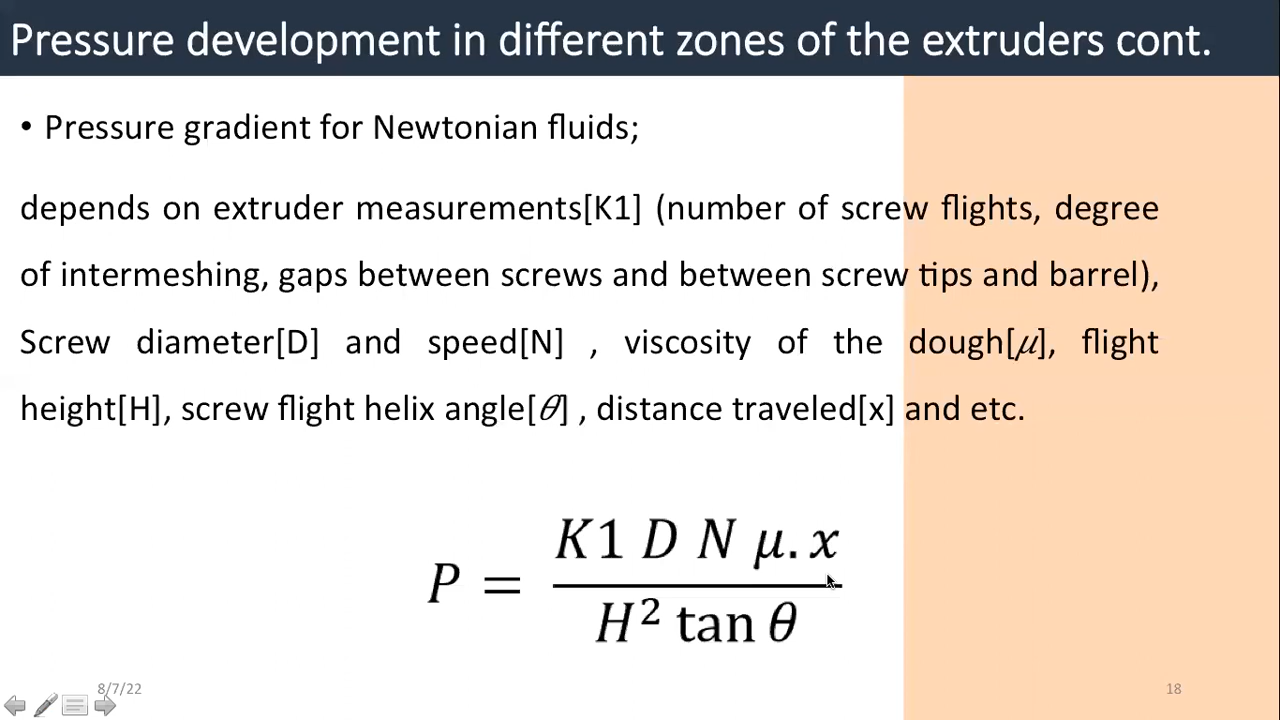 Pressure development in different zones of the extruders cont.
• Pressure gradient for Newtonian fluids;
depends on extruder measurements[K1] (number of screw flights, degree
of intermeshing, gaps between screws and between screw tips and barrel),
Screw diameter[D] and speed[N] , viscosity of the dough[𝜇], flight
height[H], screw flight helix angle[𝜃] , distance traveled[x] and etc.
P = K1 D N μ. x / H² tan θ
8/7/22
18